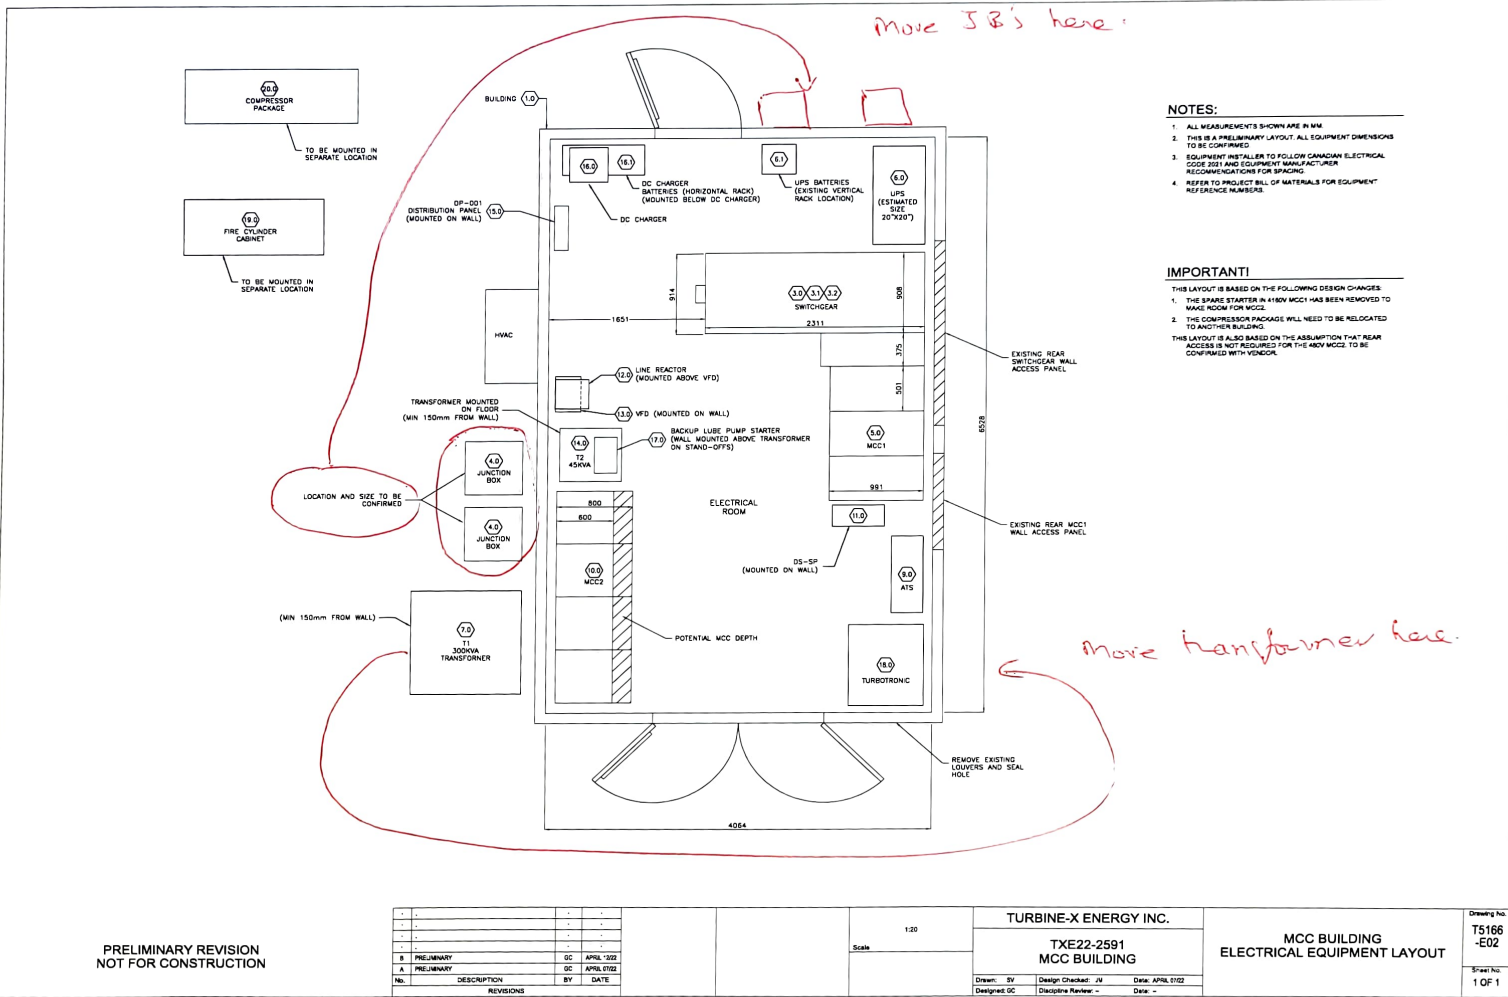 Move JB's here.
20.0
COMPRESSOR
PACKAGE
TO BE MOUNTED IN
SEPARATE LOCATION
19.0
FIRE CYLINDER
CABINET
TO BE MOUNTED IN
SEPARATE LOCATION
BUILDING 1.0
16.0
16.1
DC CHARGER
BATTERIES (HORIZONTAL RACK)
(MOUNTED BELOW DC CHARGER)
DC CHARGER
6.1
UPS BATTERIES
(EXISTING VERTICAL
RACK LOCATION)
6.0
UPS
(ESTIMATED
SIZE
20"X20")
DP-001
DISTRIBUTION PANEL
(MOUNTED ON WALL)
15.0
914
3.0 3.1 3.2
SWITCHGEAR
908
1651
2311
HVAC
375
501
EXISTING REAR
SWITCHGEAR WALL
ACCESS PANEL
12.0
LINE REACTOR
(MOUNTED ABOVE VFD)
13.0 VFD (MOUNTED ON WALL)
TRANSFORMER MOUNTED
ON FLOOR
(MIN 150mm FROM WALL)
14.0
T2
45KVA
17.0
BACKUP LUBE PUMP STARTER
(WALL MOUNTED ABOVE TRANSFORMER
ON STAND-OFFS)
5.0
MCC1
6528
4.0
JUNCTION
BOX
LOCATION AND SIZE TO BE
CONFIRMED
4.0
JUNCTION
BOX
800
600
ELECTRICAL
ROOM
991
11.0
EXISTING REAR MCC1
WALL ACCESS PANEL
DS-SP
(MOUNTED ON WALL)
10.0
MCC2
9.0
ATS
(MIN 150mm FROM WALL)
7.0
T1
300KVA
TRANSFORMER
POTENTIAL MCC DEPTH
18.0
TURBOTRONIC
Move transformer here.
REMOVE EXISTING
LOUVERS AND SEAL
HOLE
4064
NOTES:
1. ALL MEASUREMENTS SHOWN ARE IN MM.
2. THIS IS A PRELIMINARY LAYOUT. ALL EQUIPMENT DIMENSIONS
TO BE CONFIRMED
3. EQUIPMENT INSTALLER TO FOLLOW CANADIAN ELECTRICAL
CODE 2021 AND EQUIPMENT MANUFACTURER
RECOMMENDATIONS FOR SPACING.
4. REFER TO PROJECT BILL OF MATERIALS FOR EQUIPMENT
REFERENCE NUMBERS.
IMPORTANT!
THIS LAYOUT IS BASED ON THE FOLLOWING DESIGN CHANGES:
1. THE SPARE STARTER IN 4160V MCC1 HAS BEEN REMOVED TO
MAKE ROOM FOR MCC2.
2. THE COMPRESSOR PACKAGE WILL NEED TO BE RELOCATED
TO ANOTHER BUILDING.
THIS LAYOUT IS ALSO BASED ON THE ASSUMPTION THAT REAR
ACCESS IS NOT REQUIRED FOR THE 480V MCC2. TO BE
CONFIRMED WITH VENDOR.
PRELIMINARY REVISION
NOT FOR CONSTRUCTION
B PRELIMINARY GC APRIL 12/22
A PRELIMINARY GC APRIL 07/22
No. DESCRIPTION BY DATE
REVISIONS
1:20
Scale
TURBINE-X ENERGY INC.
TXE22-2591
MCC BUILDING
Drawn: SV Design Checked: JV Date: APRIL 07/22
Designed: GC Discipline Review: - Date: -
MCC BUILDING
ELECTRICAL EQUIPMENT LAYOUT
Drawing No.
T5166
-E02
Sheet No.
1 OF 1